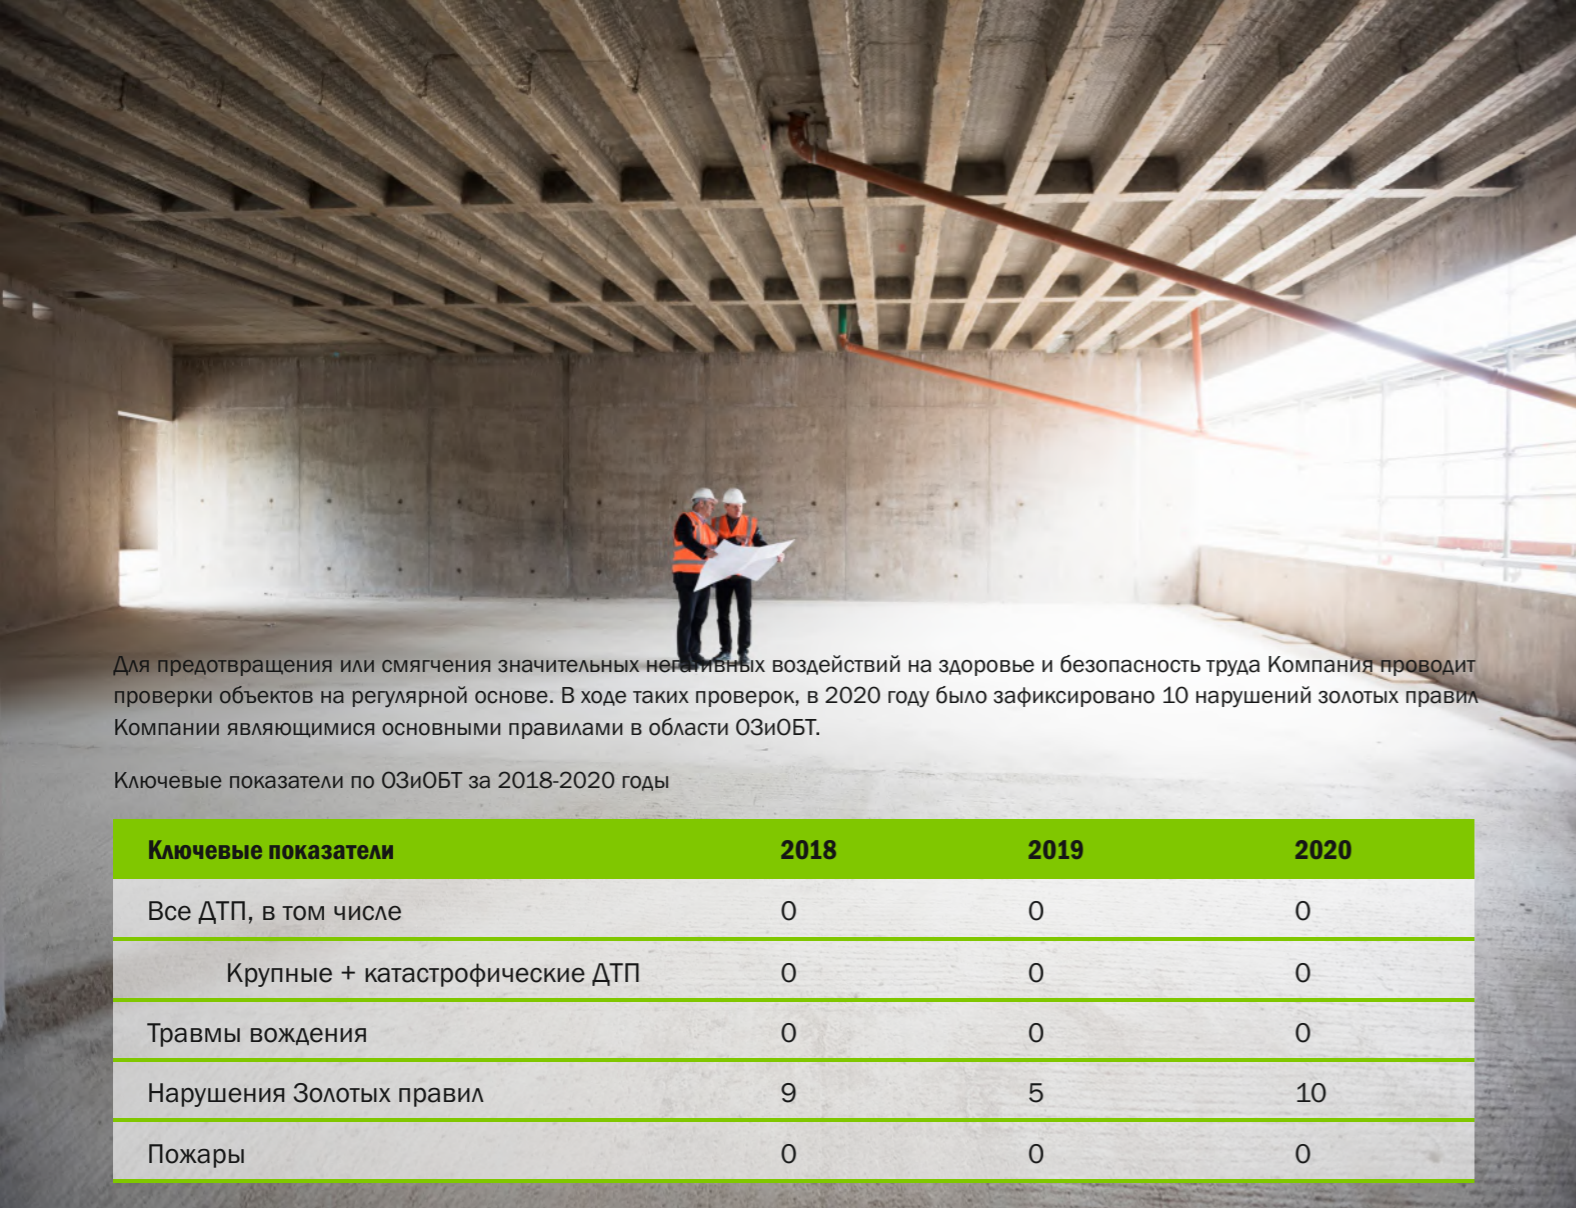 Для предотвращения или смягчения значительных негативных воздействий на здоровье и безопасность труда Компания проводит
проверки объектов на регулярной основе. В ходе таких проверок, в 2020 году было зафиксировано 10 нарушений золотых правил
Компании являющимися основными правилами в области ОЗиОБТ.
Ключевые показатели по ОЗиОБТ за 2018-2020 годы
Ключевые показатели 2018 2019 2020
Все ДТП, в том числе 0 0 0
Крупные + катастрофические ДТП 0 0 0
Травмы вождения 0 0 0
Нарушения Золотых правил 9 5 10
Пожары 0 0 0